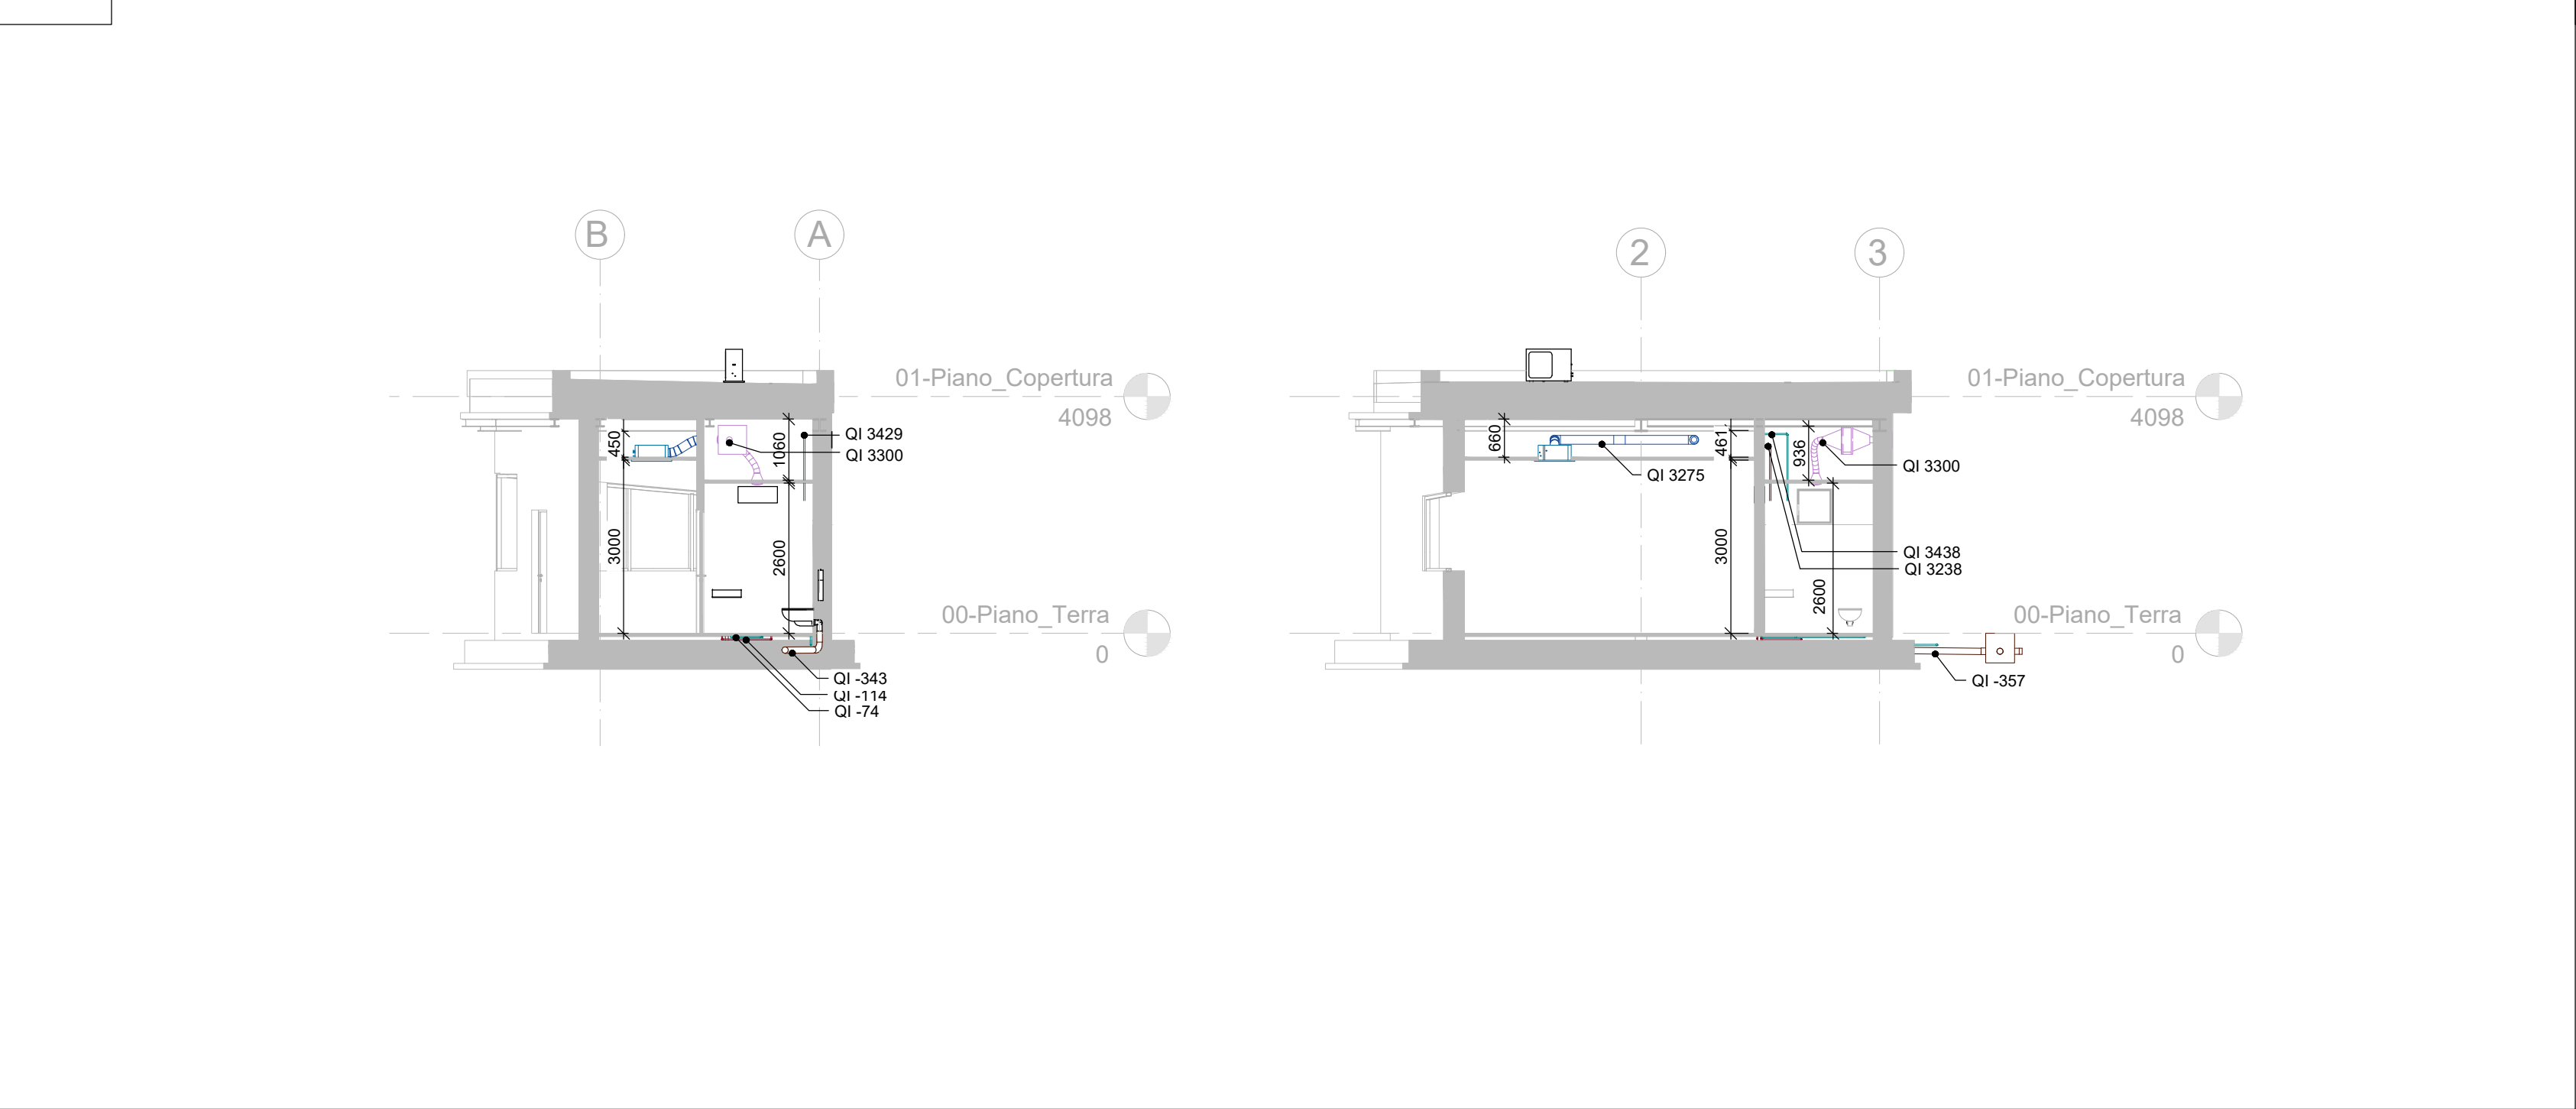 B
A
2
3
01-Piano_Copertura
4098
01-Piano_Copertura
4098
450
1060
QI 3429
QI 3300
660
461
936
QI 3275
QI 3300
3000
2600
3000
2600
QI 3438
QI 3238
00-Piano_Terra
0
00-Piano_Terra
0
QI -343
QI -114
QI -74
QI -357